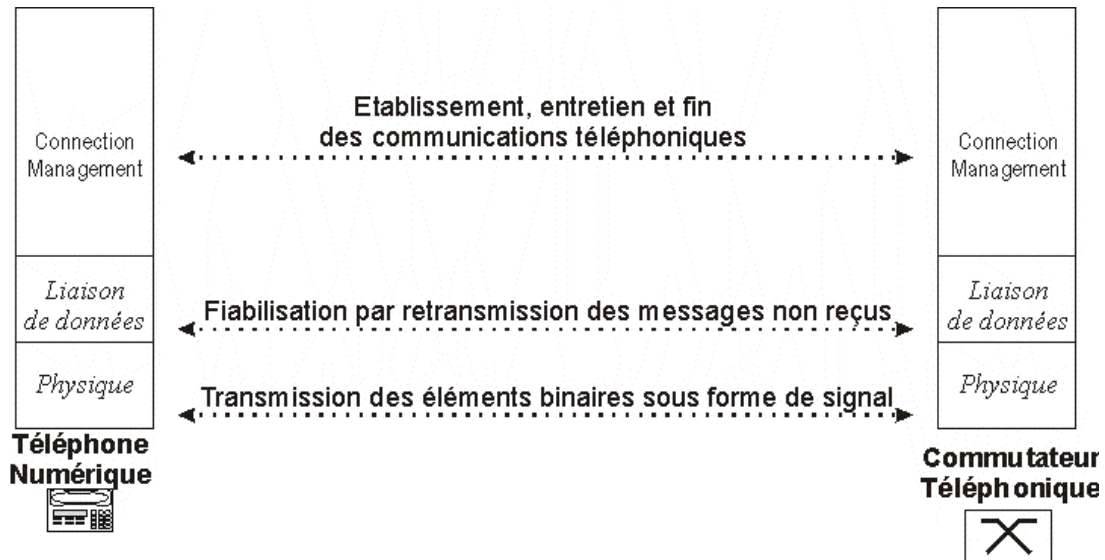 Etablissement, entretien et fin
des communications téléphoniques
Connection
Management
Connection
Management
Liaison
de données
Fiabilisation par retransmission des messages non reçus
Liaison
de données
Physique
Transmission des éléments binaires sous forme de signal
Physique
Téléphone
Numérique
Commutateur
Téléphonique